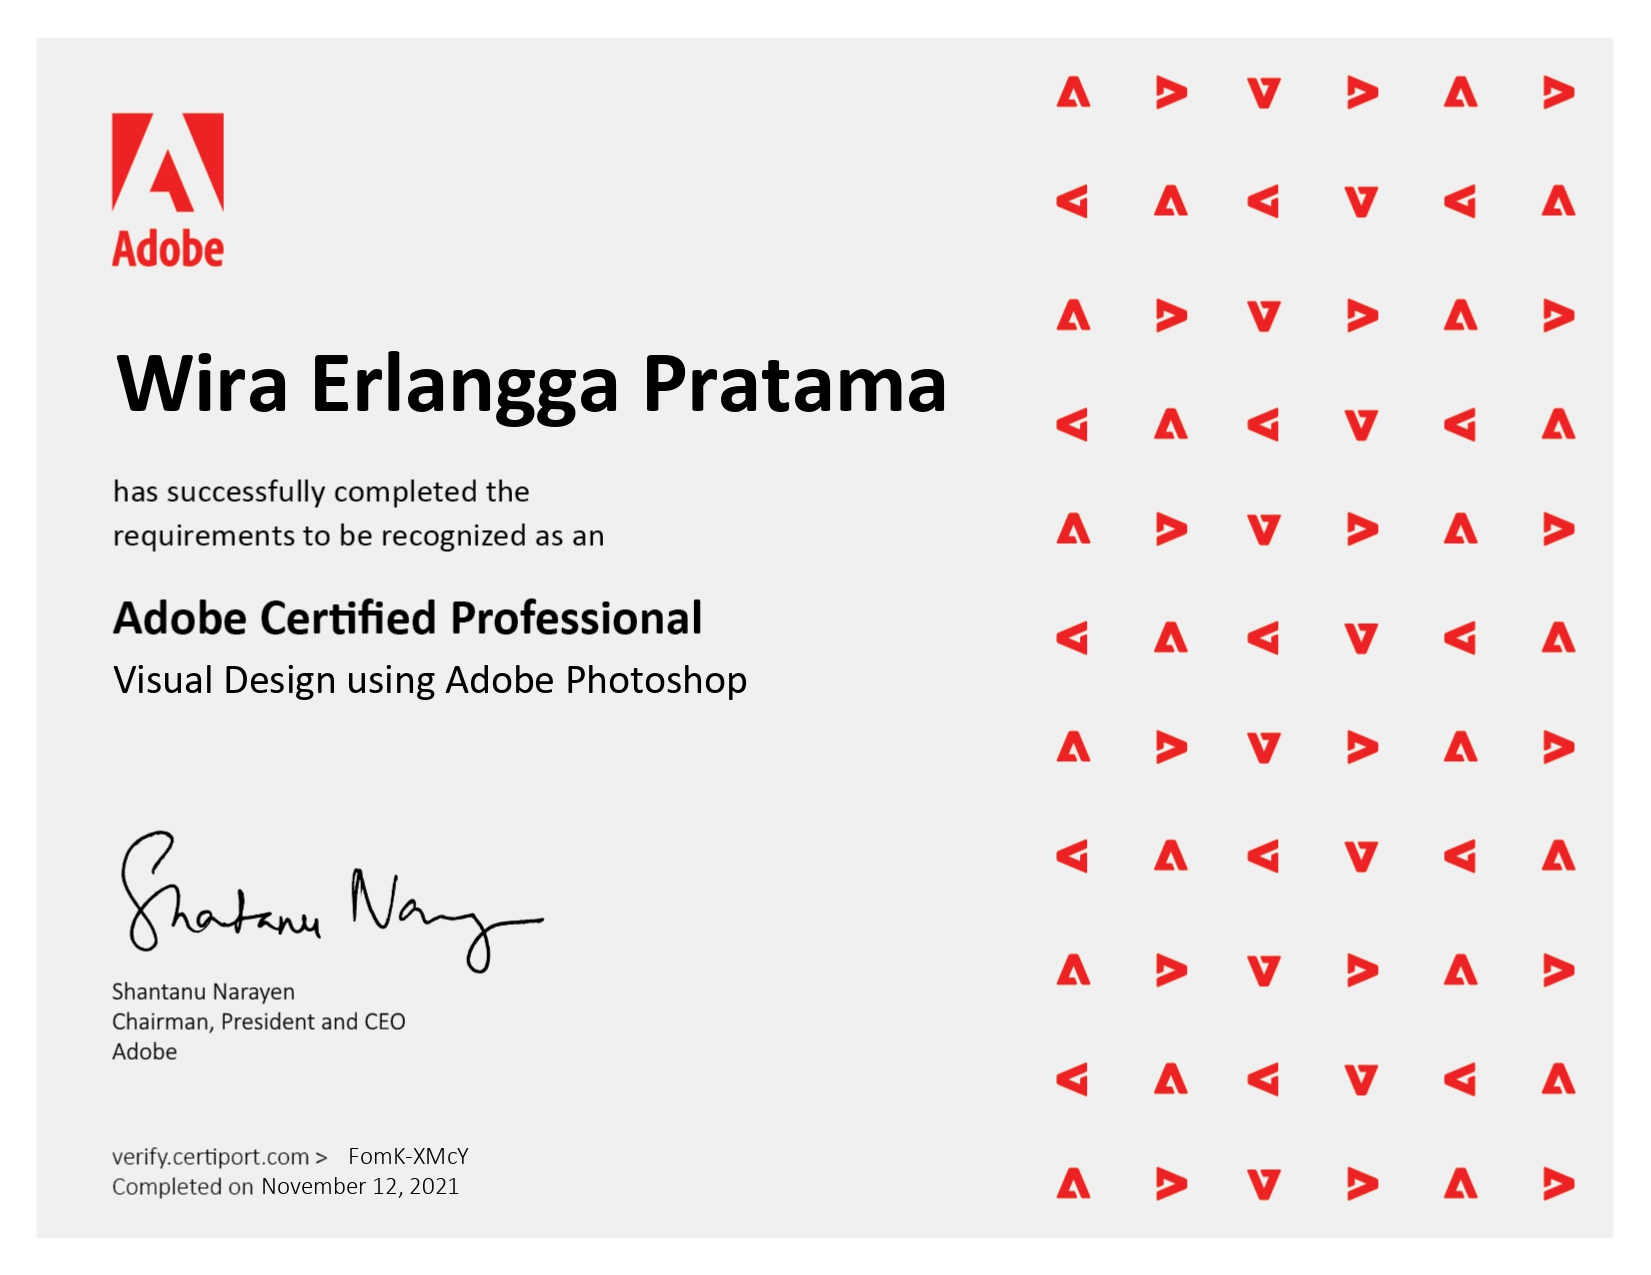 Adobe
Wira Erlangga Pratama
has successfully completed the
requirements to be recognized as an
Adobe Certified Professional
Visual Design using Adobe Photoshop
Shantanu Narayen
Shantanu Narayen
Chairman, President and CEO
Adobe
verify.certiport.com > FomK-XMcY
Completed on November 12, 2021